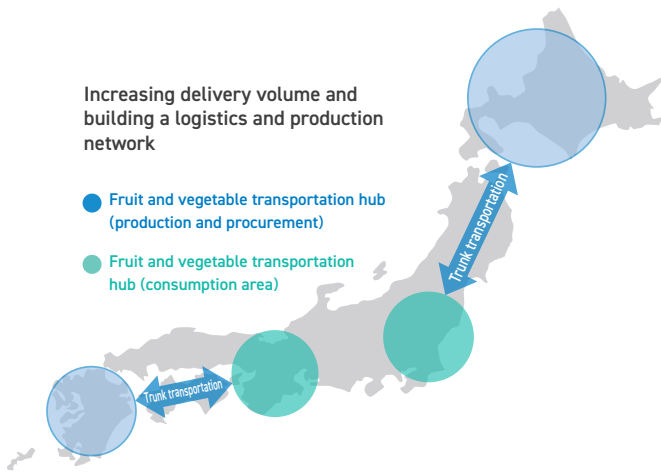 Increasing delivery volume and
building a logistics and production
network
Fruit and vegetable transportation hub
(production and procurement)
Fruit and vegetable transportation
hub (consumption area)
Trunk transportation
Trunk transportation